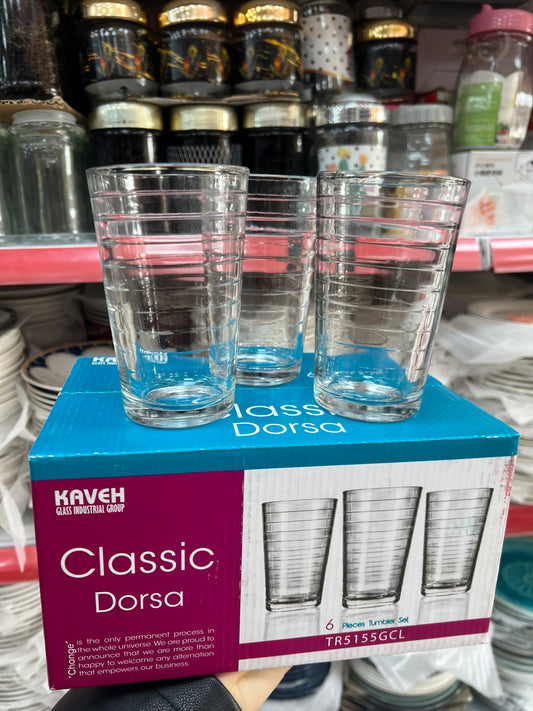 Classic
Dorsa
KAVEH
GLASS INDUSTRIAL GROUP
Classic
Dorsa
"Change" is the only permanent process in
the whole universe. We are proud to
announce that we are more than
happy to welcome any alternation
that empowers our business.
6 Pieces Tumbler Set
TR5155GCL